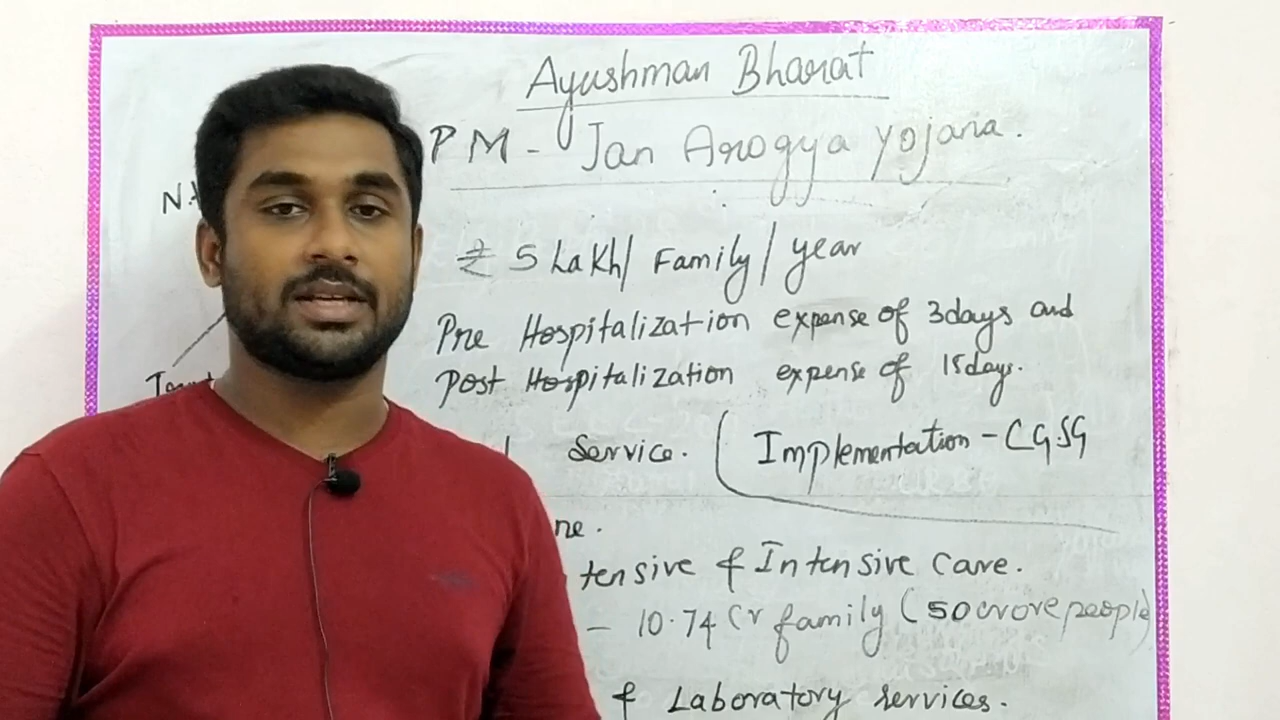 Ayushman Bharat
PM - Jan Arogya Yojana.
₹ 5 Lakh/ Family/ year
Pre Hospitalization expense of 3days and
Post Hospitalization expense of 15days.
Service. Implementation - CG, SG
tensive & Intensive Care.
- 10.74 Cr family (50 crore people)
& Laboratory services.